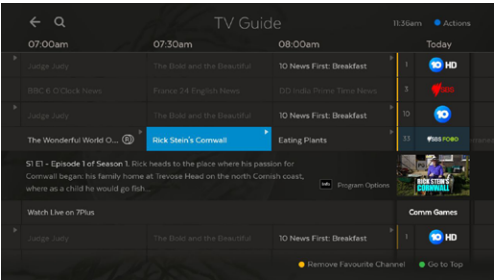 TV Guide
11:36am Actions
07:00am 07:30am 08:00am Today
Judge Judy The Bold and the Beautiful 10 News First: Breakfast 1 10 HD
BBC 6 O'Clock News France 24 English News DD India Prime Time News 3 SBS
Judge Judy The Bold and the Beautiful 10 News First: Breakfast 10 10
The Wonderful World O... Rick Stein's Cornwall Eating Plants 33 SBS FOOD
S1 E1 - Episode 1 of Season 1. Rick heads to the place where his passion for
Cornwall began: his family home at Trevose Head on the north Cornish coast,
where as a child he would go fish...
Info Program Options
RICK STEIN'S
CORNWALL
Watch Live on 7Plus Comm Games
Judge Judy The Bold and the Beautiful 10 News First: Breakfast 1 10 HD
Remove Favourite Channel Go to Top